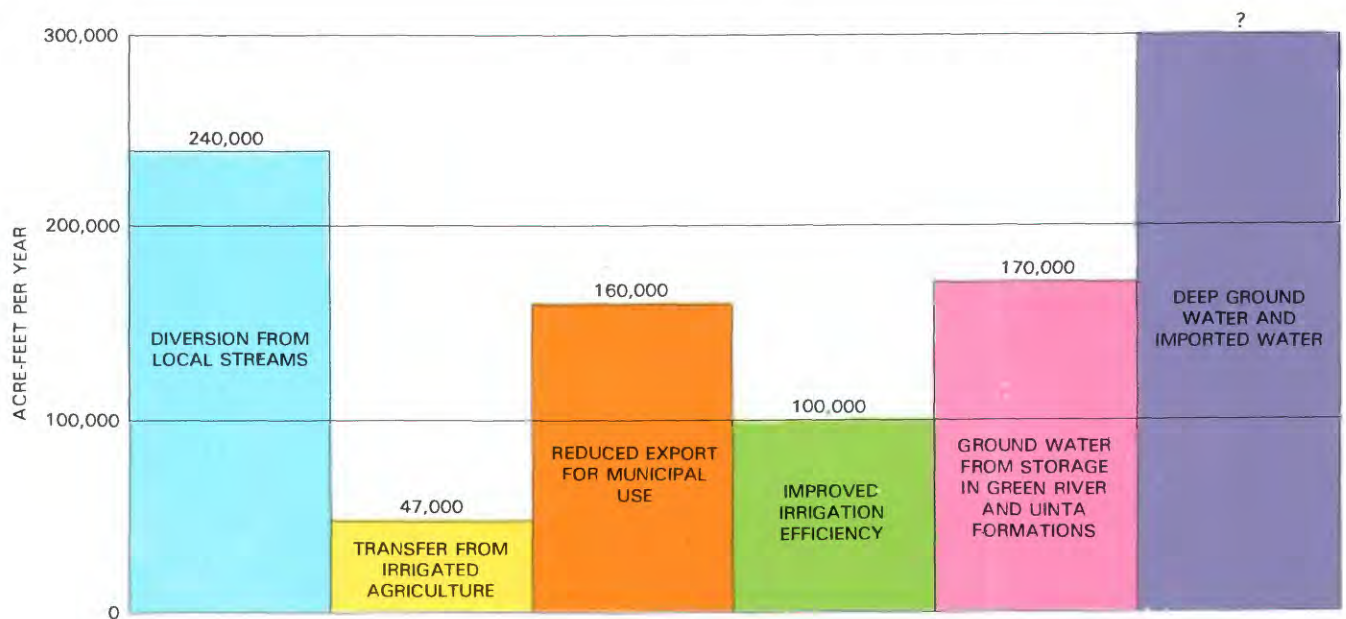 ?
300,000
240,000
200,000
ACRE-FEET PER YEAR
DIVERSION FROM
LOCAL STREAMS
100,000
0
47,000
TRANSFER FROM
IRRIGATED
AGRICULTURE
160,000
REDUCED EXPORT
FOR MUNICIPAL
USE
100,000
IMPROVED
IRRIGATION
EFFICIENCY
170,000
GROUND WATER
FROM STORAGE
IN GREEN RIVER
AND UINTA
FORMATIONS
DEEP GROUND
WATER AND
IMPORTED WATER